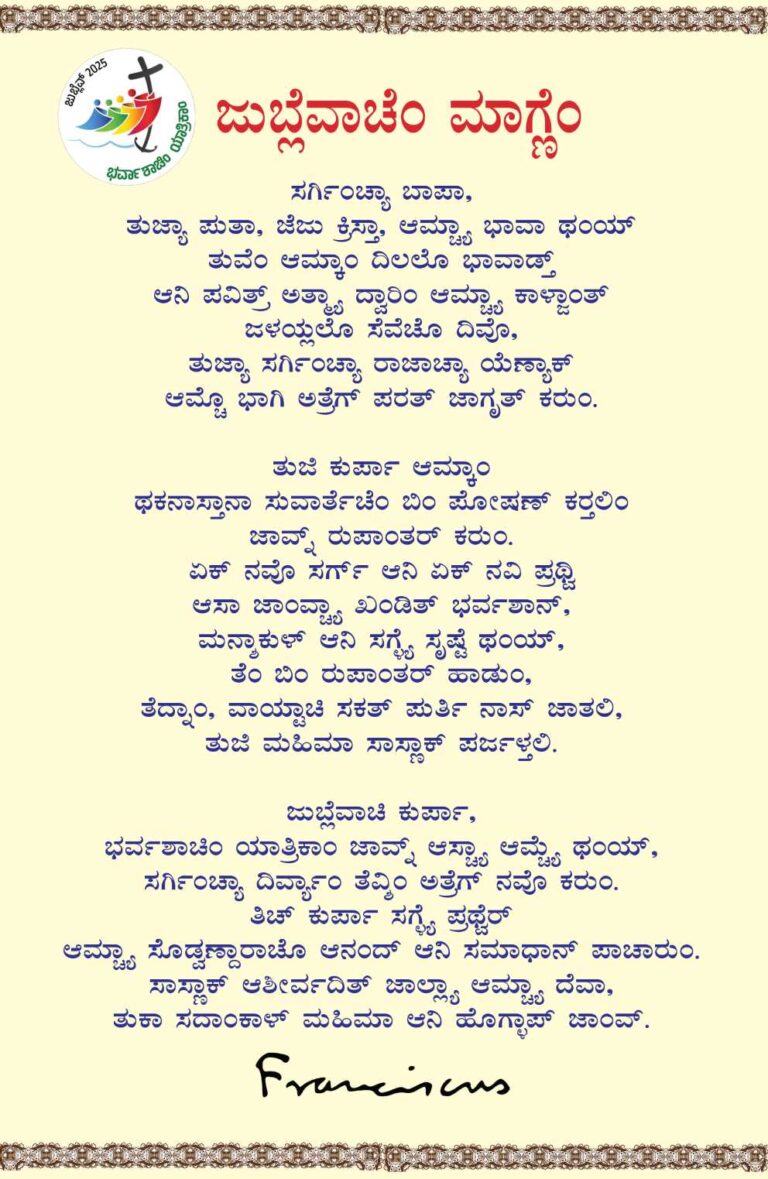 ಜುಬ್ಲೆವ್ 2025
ಭರ್ವಾಶಾಚಿಂ ಯಾತ್ರಿಕಾಂ
ಜುಬ್ಲೆವಾಚೆಂ ಮಾಗ್ಣೆಂ
ಸರ್ಗಿಂಚ್ಯಾ ಬಾಪಾ,
ತುಜ್ಯಾ ಪುತಾ, ಜೆಜು ಕ್ರಿಸ್ತಾ, ಆಮ್ಚ್ಯಾ ಭಾವಾ ಥಂಯ್
ತುವೆಂ ಆಮ್ಕಾಂ ದಿಲಲೊ ಭಾವಾಡ್ತ್
ಆನಿ ಪವಿತ್ರ್ ಅತ್ಮ್ಯಾ ದ್ವಾರಿಂ ಆಮ್ಚ್ಯಾ ಕಾಳ್ಜಾಂತ್
ಜಳಯ್ಲಲೊ ಸೆವೆಚೊ ದಿವೊ,
ತುಜ್ಯಾ ಸರ್ಗಿಂಚ್ಯಾ ರಾಜಾಚ್ಯಾ ಯೆಣ್ಯಾಕ್
ಆಮ್ಚೊ ಭಾಗಿ ಅತ್ರೆಗ್ ಪರತ್ ಜಾಗೃತ್ ಕರುಂ.
ತುಜಿ ಕುರ್ಪಾ ಆಮ್ಕಾಂ
ಥಕನಾಸ್ತಾನಾ ಸುವಾರ್ತೆಚೆಂ ಬಿಂ ಪೋಷಣ್ ಕರ‍್ತಲಿಂ
ಜಾವ್ನ್ ರುಪಾಂತರ್ ಕರುಂ.
ಏಕ್ ನವೊ ಸರ್ಗ್ ಆನಿ ಏಕ್ ನವಿ ಪ್ರಥ್ವಿ
ಆಸಾ ಜಾಂವ್ಚ್ಯಾ ಖಂಡಿತ್ ಭರ್ವಶಾನ್,
ಮನ್ಶಾಕುಳ್ ಆನಿ ಸಗ್ಳ್ಯೆ ಸೃಷ್ಟೆ ಥಂಯ್,
ತೆಂ ಬಿಂ ರುಪಾಂತರ್ ಹಾಡುಂ,
ತೆದ್ನಾಂ, ವಾಯ್ಟಾಚಿ ಸಕತ್ ಪುರ್ತಿ ನಾಸ್ ಜಾತಲಿ,
ತುಜಿ ಮಹಿಮಾ ಸಾಸ್ಣಾಕ್ ಪರ್ಜಳ್ತಲಿ.
ಜುಬ್ಲೆವಾಚಿ ಕುರ್ಪಾ,
ಭರ್ವಶಾಚಿಂ ಯಾತ್ರಿಕಾಂ ಜಾವ್ನ್ ಆಸ್ಚ್ಯಾ ಆಮ್ಚ್ಯೆ ಥಂಯ್,
ಸರ್ಗಿಂಚ್ಯಾ ದಿರ್ವ್ಯಾಂ ತೆವ್ಶಿಂ ಅತ್ರೆಗ್ ನವೊ ಕರುಂ.
ತಿಚ್ ಕುರ್ಪಾ ಸಗ್ಳ್ಯೆ ಪ್ರಥ್ವೆರ್
ಆಮ್ಚ್ಯಾ ಸೊಡ್ವಣ್ದಾರಾಚೊ ಆನಂದ್ ಆನಿ ಸಮಾಧಾನ್ ಪಾಚಾರುಂ.
ಸಾಸ್ಣಾಕ್ ಆಶೀರ್ವದಿತ್ ಜಾಲ್ಲ್ಯಾ ಆಮ್ಚ್ಯಾ ದೆವಾ,
ತುಕಾ ಸದಾಂಕಾಳ್ ಮಹಿಮಾ ಆನಿ ಹೊಗ್ಳಾಪ್ ಜಾಂವ್.
Franciscus